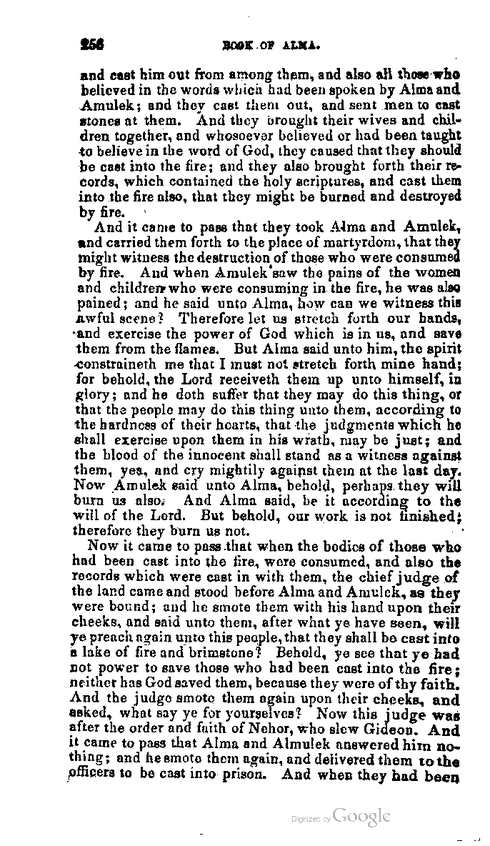 256 BOOK OF ALMA.
and cast him out from among them, and also all those who
believed in the words which had been spoken by Alma and
Amulek; and they cast them out, and sent men to cast
stones at them. And they brought their wives and chil-
dren together, and whosoever believed or had been taught
to believe in the word of God, they caused that they should
be cast into the fire; and they also brought forth their re-
cords, which contained the holy scriptures, and cast them
into the fire also, that they might be burned and destroyed
by fire.
And it came to pass that they took Alma and Amulek,
and carried them forth to the place of martyrdom, that they
might witness the destruction of those who were consumed
by fire. And when Amulek saw the pains of the women
and children who were consuming in the fire, he was also
pained; and he said unto Alma, how can we witness this
awful scene? Therefore let us stretch forth our hands,
and exercise the power of God which is in us, and save
them from the flames. But Alma said unto him, the spirit
constraineth me that I must not stretch forth mine hand;
for behold, the Lord receiveth them up unto himself, in
glory; and he doth suffer that they may do this thing, or
that the people may do this thing unto them, according to
the hardness of their hearts, that the judgments which he
shall exercise upon them in his wrath, may be just; and
the blood of the innocent shall stand as a witness against
them, yea, and cry mightily against them at the last day.
Now Amulek said unto Alma, behold, perhaps they will
burn us also. And Alma said, be it according to the
will of the Lord. But behold, our work is not finished;
therefore they burn us not.
Now it came to pass that when the bodies of those who
had been cast into the fire, were consumed, and also the
records which were cast in with them, the chief judge of
the land came and stood before Alma and Amulek, as they
were bound; and he smote them with his hand upon their
cheeks, and said unto them, after what ye have seen, will
ye preach again unto this people, that they shall be cast into
a lake of fire and brimstone? Behold, ye see that ye had
not power to save those who had been cast into the fire;
neither has God saved them, because they were of thy faith.
And the judge smote them again upon their cheeks, and
asked, what say ye for yourselves? Now this judge was
after the order and faith of Nehor, who slew Gideon. And
it came to pass that Alma and Almulek answered him no-
thing; and he smote them again, and delivered them to the
officers to be cast into prison. And when they had been
Digitized by Google